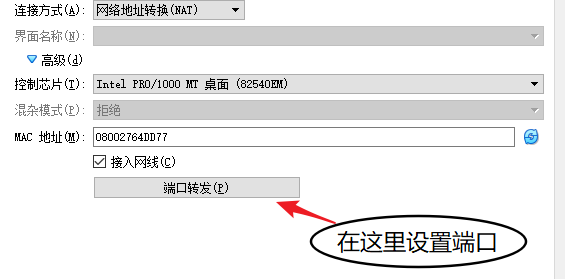 连接方式(A): 网络地址转换(NAT)
界面名称(N):
高级(d)
控制芯片(T): Intel PRO/1000 MT 桌面 (82540EM)
混杂模式(P): 拒绝
MAC 地址(M): 08002764DD77
接入网线(C)
端口转发(P)
在这里设置端口